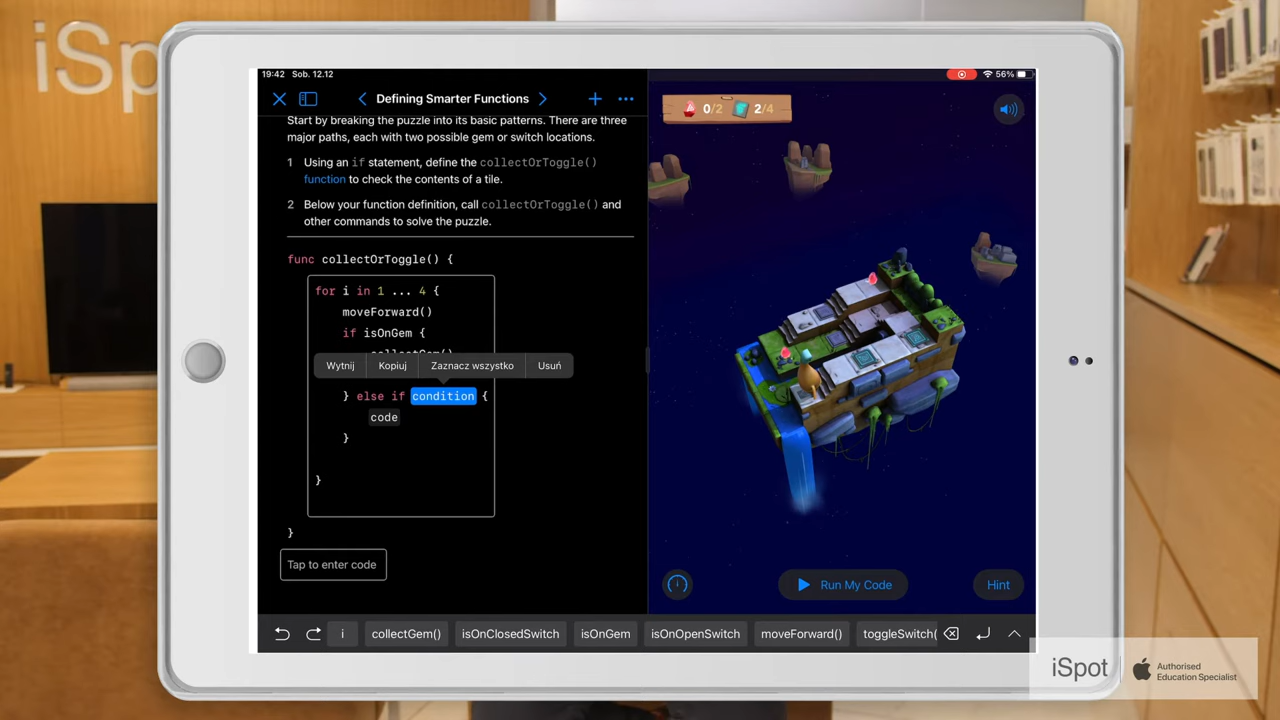 iSp
19:42 Sob. 12.12
56%
Defining Smarter Functions
Start by breaking the puzzle into its basic patterns. There are three
major paths, each with two possible gem or switch locations.
1 Using an if statement, define the collectOrToggle()
function to check the contents of a tile.
2 Below your function definition, call collectOrToggle() and
other commands to solve the puzzle.
func collectOrToggle() {
for i in 1 ... 4 {
moveForward()
if isOnGem {
collectGem()
Wytnij Kopiuj Zaznacz wszystko Usuń
} else if condition {
code
}
}
}
Tap to enter code
0/2 2/4
Run My Code
Hint
i collectGem() isOnClosedSwitch isOnGem isOnOpenSwitch moveForward() toggleSwitch(
iSpot
Authorised
Education Specialist